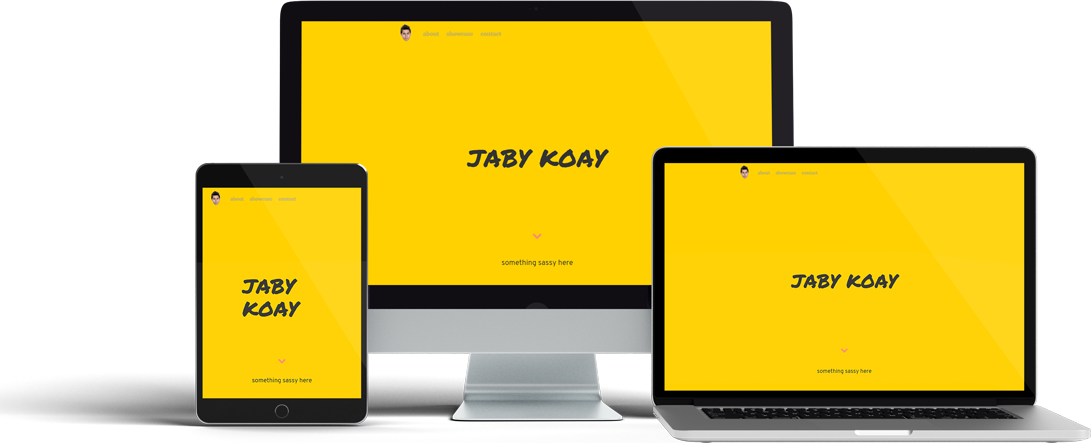 about showcase contact
JABY KOAY
something sassy here
about showcase contact
JABY
KOAY
something sassy here
about showcase contact
JABY KOAY
something sassy here